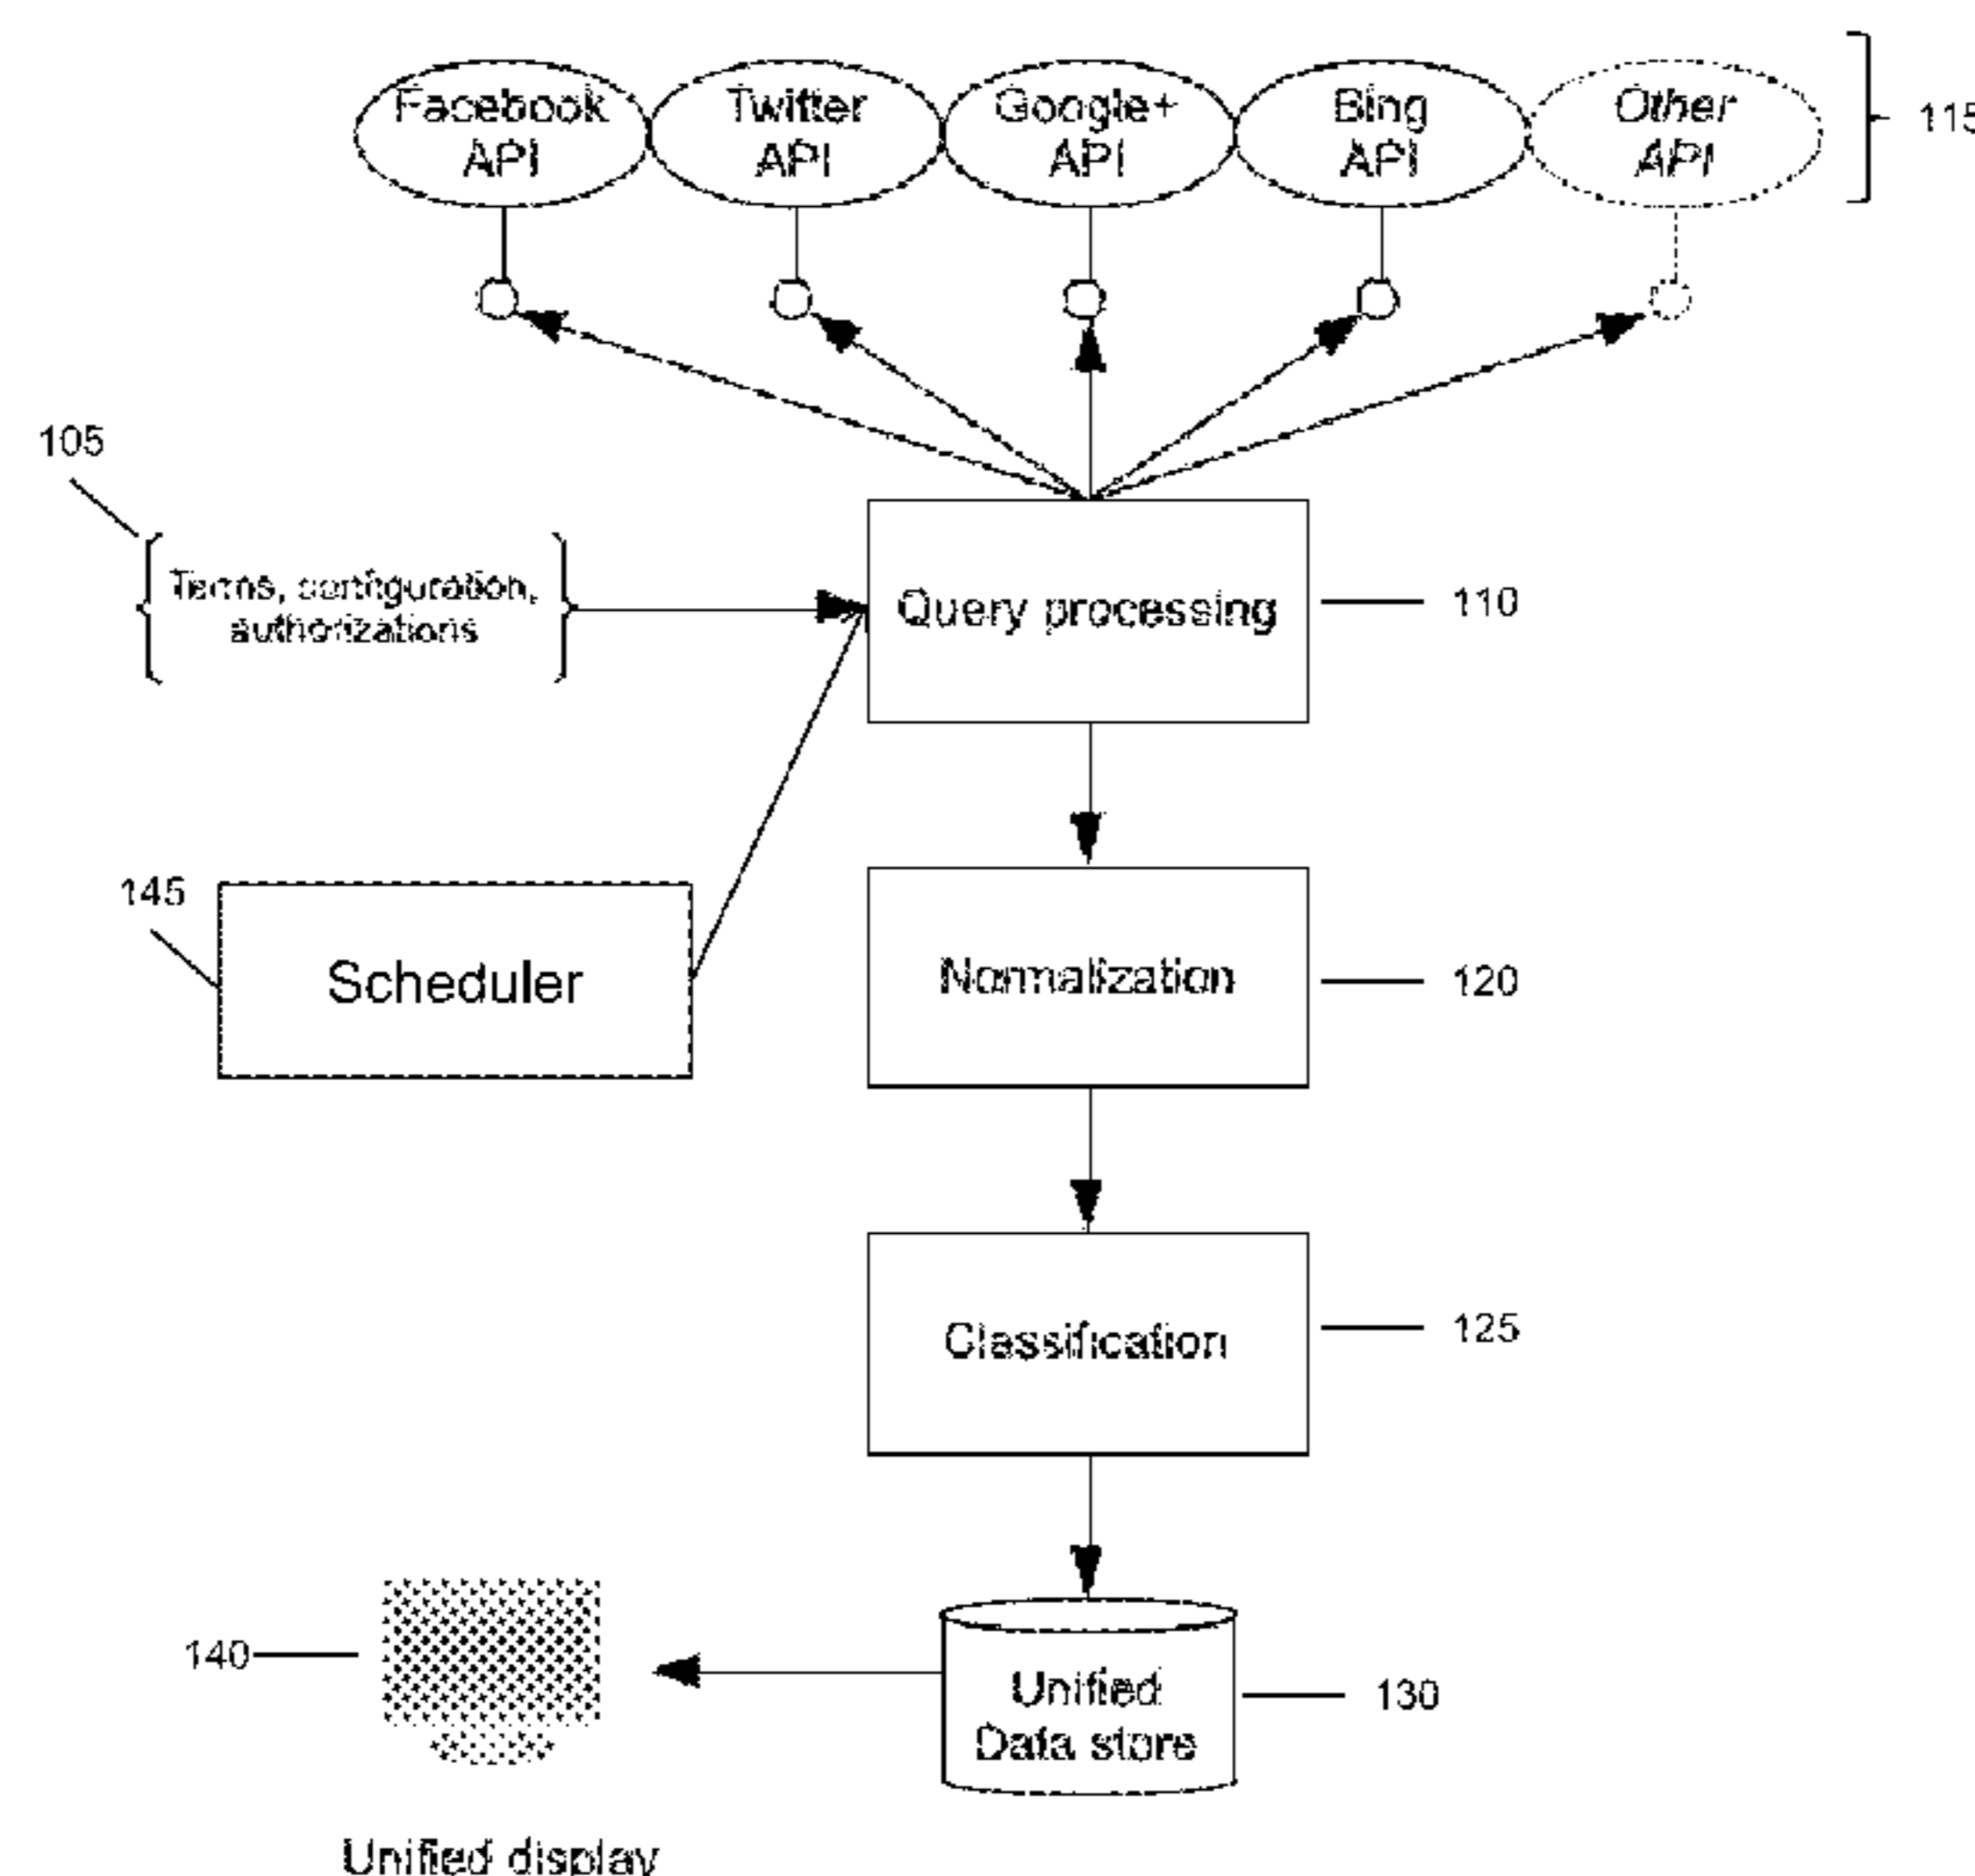 Facebook
API
Twitter
API
Google+
API
Bing
API
Other
API
115
105
Terms, configuration,
authorizations
Query processing
110
145
Scheduler
Normalization
120
Classification
125
140
Unified
Data store
130
Unified display